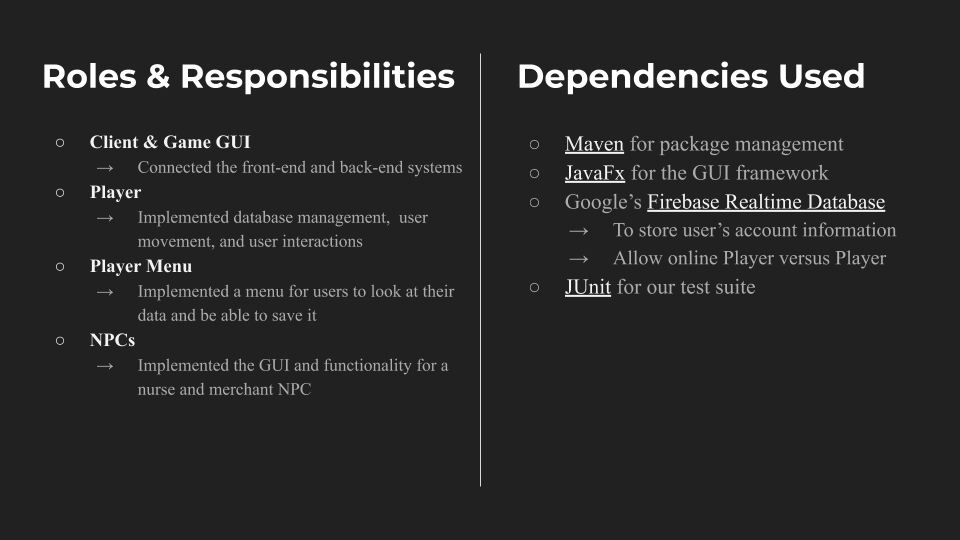 Roles & Responsibilities
○ Client & Game GUI
→ Connected the front-end and back-end systems
○ Player
→ Implemented database management,  user
movement, and user interactions
○ Player Menu
→ Implemented a menu for users to look at their
data and be able to save it
○ NPCs
→ Implemented the GUI and functionality for a
nurse and merchant NPC
Dependencies Used
○ Maven for package management
○ JavaFx for the GUI framework
○ Google’s Firebase Realtime Database
→ To store user’s account information
→ Allow online Player versus Player
○ JUnit for our test suite